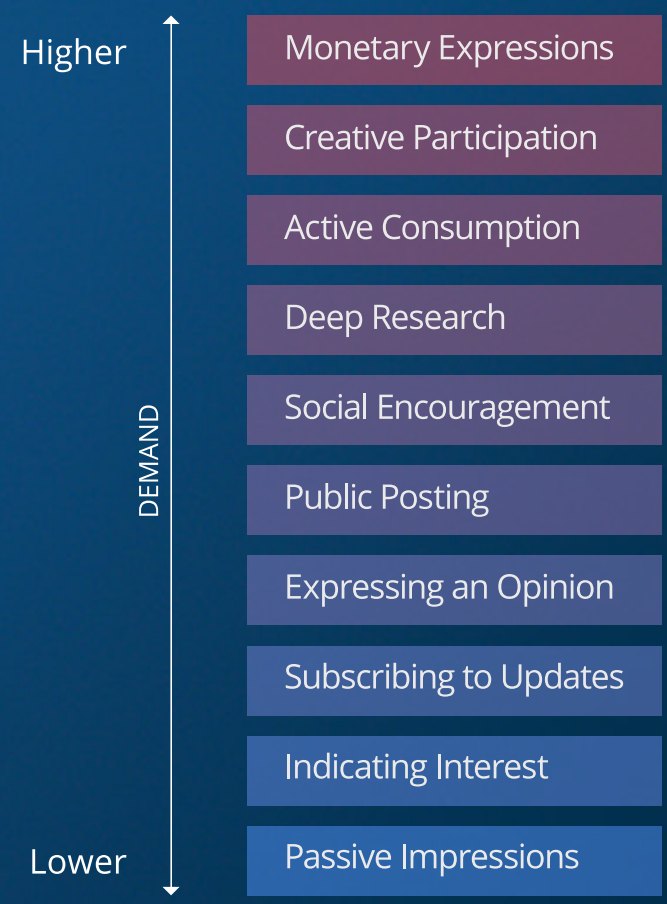 Higher
Monetary Expressions
Creative Participation
Active Consumption
Deep Research
Social Encouragement
DEMAND
Public Posting
Expressing an Opinion
Subscribing to Updates
Indicating Interest
Lower
Passive Impressions